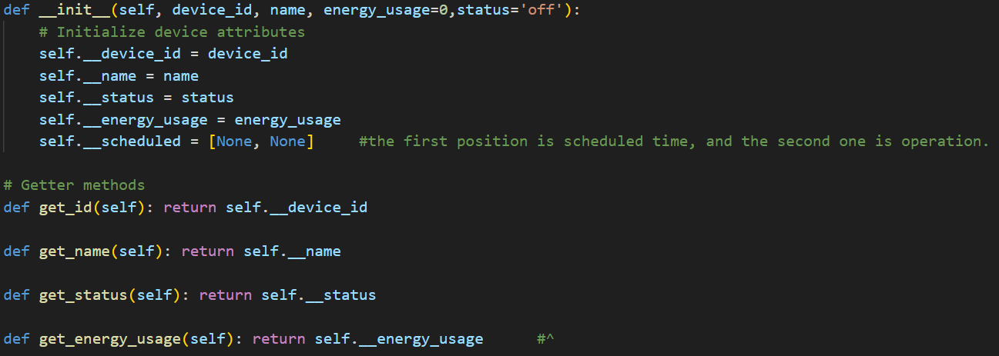 def __init__(self, device_id, name, energy_usage=0,status='off'):
# Initialize device attributes
self.__device_id = device_id
self.__name = name
self.__status = status
self.__energy_usage = energy_usage
self.__scheduled = [None, None]     #the first position is scheduled time, and the second one is operation.
# Getter methods
def get_id(self): return self.__device_id
def get_name(self): return self.__name
def get_status(self): return self.__status
def get_energy_usage(self): return self.__energy_usage      #^